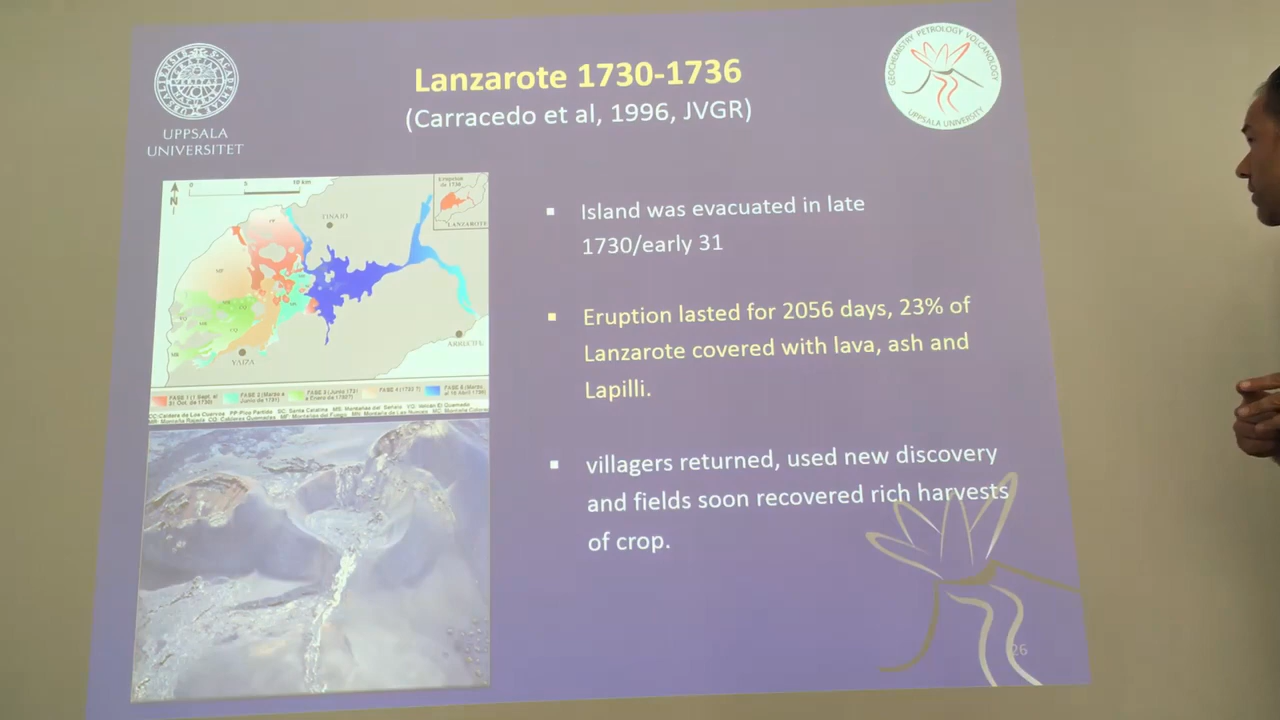 Lanzarote 1730-1736
(Carracedo et al, 1996, JVGR)
UPPSALA
UNIVERSITET
GEOCHEMISTRY PETROLOGY VOLCANOLOGY
UPPSALA UNIVERSITY
0 5 10 km
N
TINAJO
LANZAROTE
YAIZA
ARRECIFE
▪ Island was evacuated in late
1730/early 31
▪ Eruption lasted for 2056 days, 23% of
Lanzarote covered with lava, ash and
Lapilli.
▪ villagers returned, used new discovery
and fields soon recovered rich harvests
of crop.
26